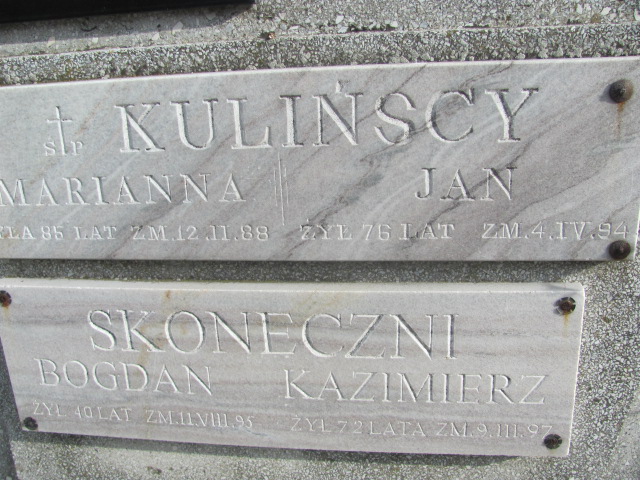 ŚP KULIŃSCY
MARIANNA JAN
ŻYŁA 85 LAT ZM. 12.II.88 ŻYŁ 76 LAT ZM. 4.IV.94
SKONECZNI
BOGDAN KAZIMIERZ
ŻYŁ 40 LAT ZM. 11.VIII.95 ŻYŁ 72 LATA ZM. 9.III.97